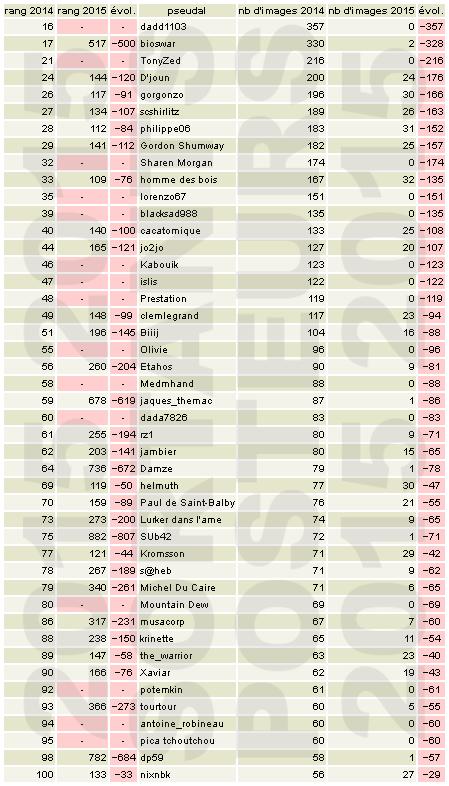 rang 2014 rang 2015 évol. pseudal nb d'images 2014 nb d'images 2015 évol.
16 - - dadd1103 357 0 -357
17 517 -500 bioswar 330 2 -328
21 - - TonyZed 216 0 -216
24 144 -120 D'joun 200 24 -176
26 117 -91 gorgonzo 196 30 -166
27 134 -107 scshirlitz 189 26 -163
28 112 -84 philippe06 183 31 -152
29 141 -112 Gordon Shumway 182 25 -157
32 - - Sharen Morgan 174 0 -174
33 109 -76 homme des bois 167 32 -135
35 - - lorenzo67 151 0 -151
39 - - blacksad988 135 0 -135
40 140 -100 cacatomique 133 25 -108
44 165 -121 jo2jo 127 20 -107
46 - - Kabouik 123 0 -123
47 - - islis 122 0 -122
48 - - Prestation 119 0 -119
49 148 -99 clemlegrand 117 23 -94
51 196 -145 Biiij 104 16 -88
55 - - Olivie 96 0 -96
56 260 -204 Etahos 90 9 -81
58 - - Medmhand 88 0 -88
59 678 -619 jaques_themac 87 1 -86
60 - - dada7826 83 0 -83
61 255 -194 rz1 80 9 -71
62 203 -141 jambier 80 15 -65
64 736 -672 Damze 79 1 -78
69 119 -50 helmuth 77 30 -47
70 159 -89 Paul de Saint-Balby 76 21 -55
73 273 -200 Lurker dans l'ame 74 9 -65
75 882 -807 SUb42 72 1 -71
77 121 -44 Kromsson 71 29 -42
78 267 -189 s@heb 71 9 -62
79 340 -261 Michel Du Caire 71 6 -65
80 - - Mountain Dew 69 0 -69
86 317 -231 musacorp 67 7 -60
88 238 -150 krinette 65 11 -54
89 147 -58 the_warrior 63 23 -40
90 166 -76 Xaviar 62 19 -43
92 - - potemkin 61 0 -61
93 366 -273 tourtour 60 5 -55
94 - - antoine_robineau 60 0 -60
95 - - pica tchoutchou 60 0 -60
98 782 -684 dp59 58 1 -57
100 133 -33 nixnbk 56 27 -29